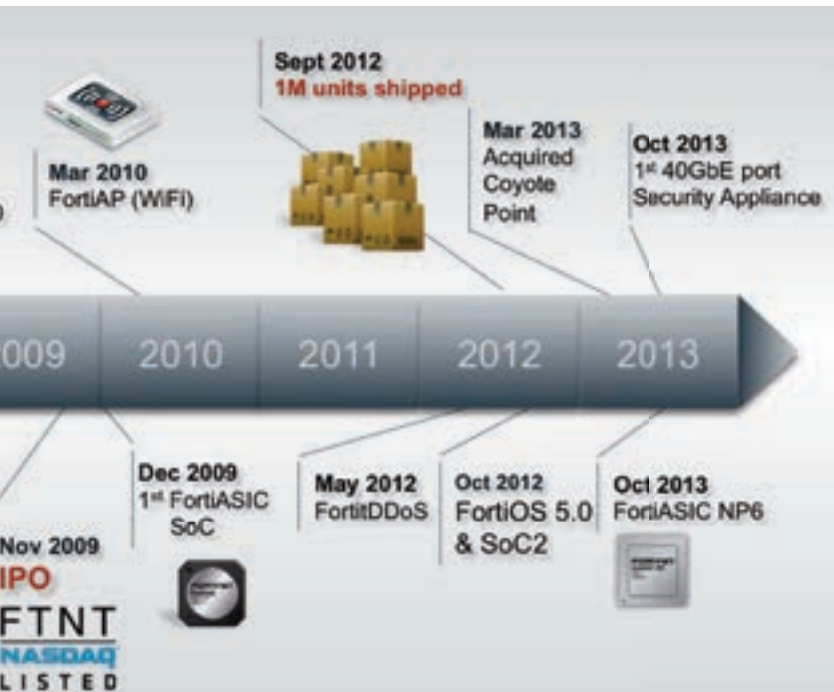 Sept 2012
1M units shipped
Mar 2010
FortiAP (WiFi)
)
Mar 2013
Acquired
Coyote
Point
Oct 2013
1st 40GbE port
Security Appliance
009
2010
2011
2012
2013
Nov 2009
IPO
FTNT
NASDAQ
LISTED
Dec 2009
1st FortiASIC
SoC
May 2012
FortitDDoS
Oct 2012
FortiOS 5.0
& SoC2
Oct 2013
FortiASIC NP6